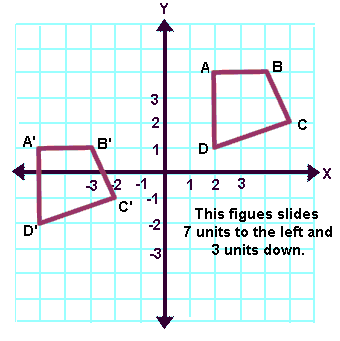 Y
A B
3
2 C
D 1
A' B'
-3 -2 -1 1 2 3 X
C' -1
D' -2
-3
This figues slides
7 units to the left and
3 units down.